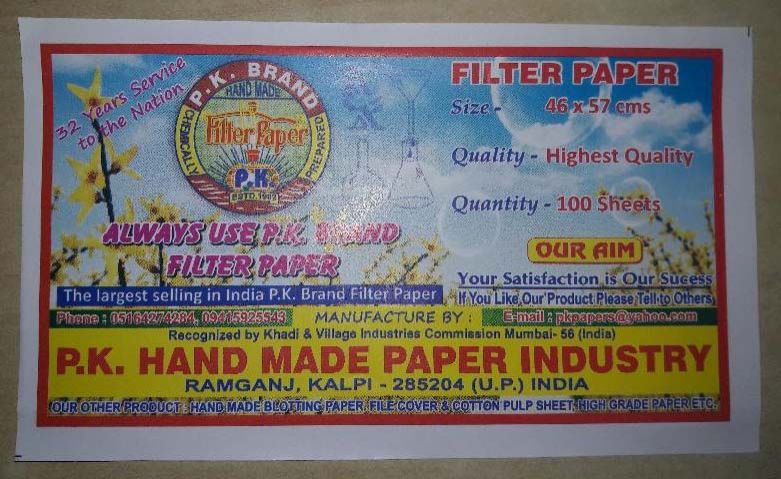 32 Years Service
to the Nation
P.K. BRAND
HAND MADE
CHEMICALLY
PREPARED
Filter Paper
P.K.
FILTER PAPER
Size - 46 x 57 cms
Quality - Highest Quality
Quantity - 100 Sheets
ALWAYS USE P.K. BRAND
FILTER PAPER
OUR AIM
Your Satisfaction is Our Sucess
The largest selling in India P.K. Brand Filter Paper
If You Like Our Product Please Tell to Others
Phone : 05164274284, 09415925543
MANUFACTURE BY :
E-mail : pkpapers@yahoo.com
Recognized by Khadi & Village Industries Commission Mumbai- 56 (India)
P.K. HAND MADE PAPER INDUSTRY
RAMGANJ, KALPI - 285204 (U.P.) INDIA
OUR OTHER PRODUCT : HAND MADE BLOTTING PAPER, FILE COVER & COTTON PULP SHEET, HIGH GRADE PAPER ETC.